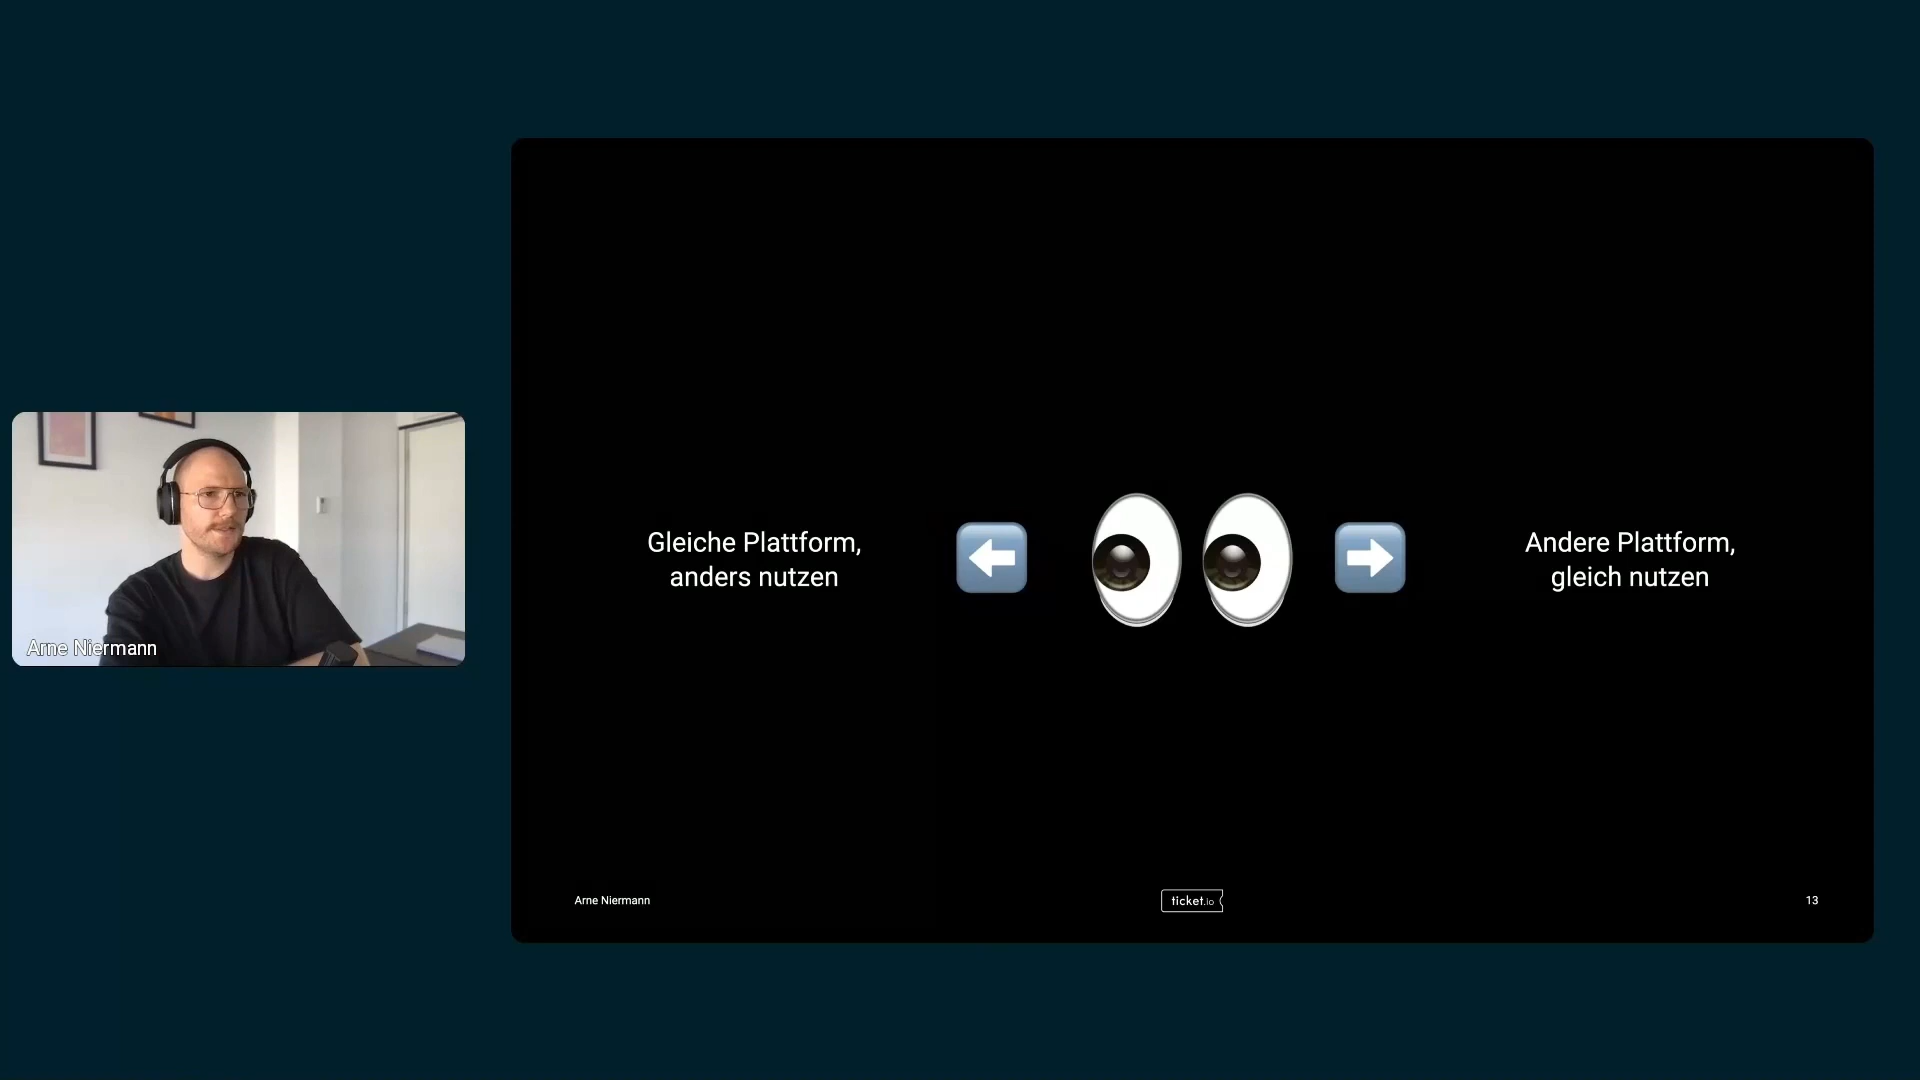 Arne Niermann
Gleiche Plattform,
anders nutzen
Andere Plattform,
gleich nutzen
Arne Niermann
ticket.io
13